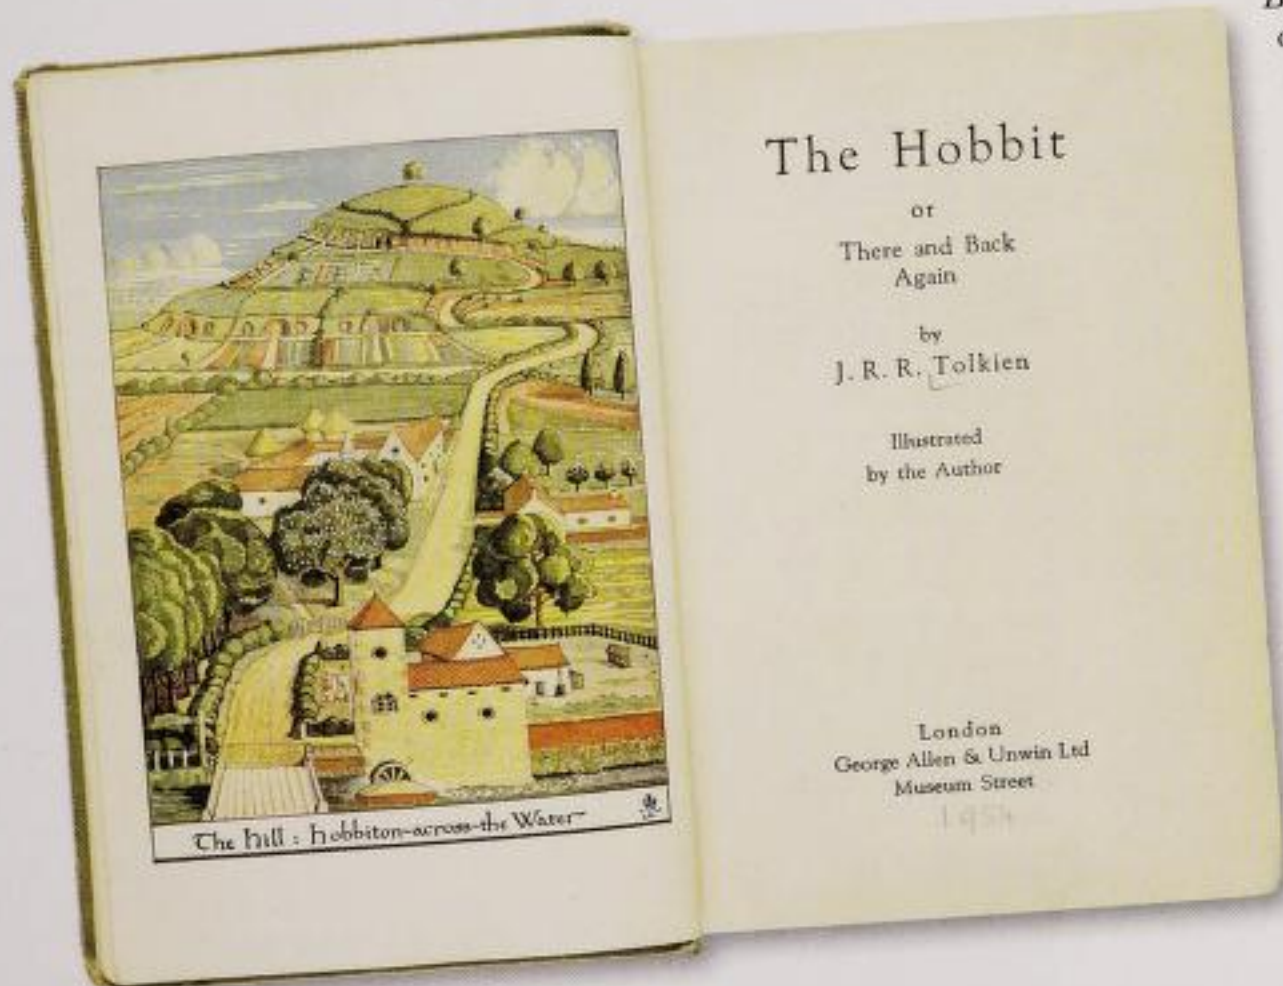 The Hill : Hobbiton-across-the Water
The Hobbit
or
There and Back
Again
by
J. R. R. Tolkien
Illustrated
by the Author
London
George Allen & Unwin Ltd
Museum Street
1954